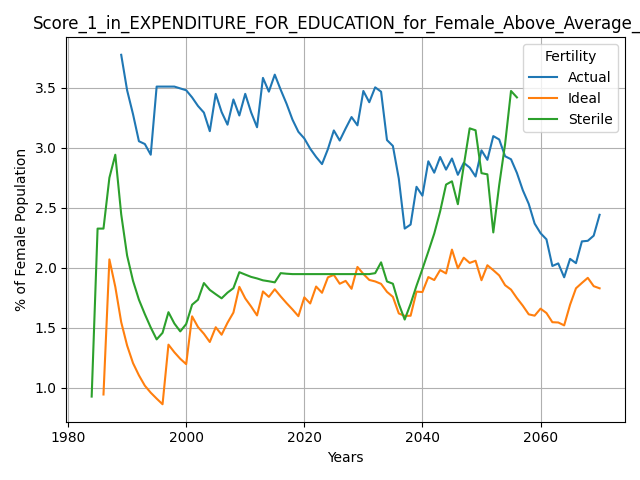 Score_1_in_EXPENDITURE_FOR_EDUCATION_for_Female_Above_Average_
Fertility
Actual
Ideal
Sterile
% of Female Population
3.5
3.0
2.5
2.0
1.5
1.0
1980 2000 2020 2040 2060
Years